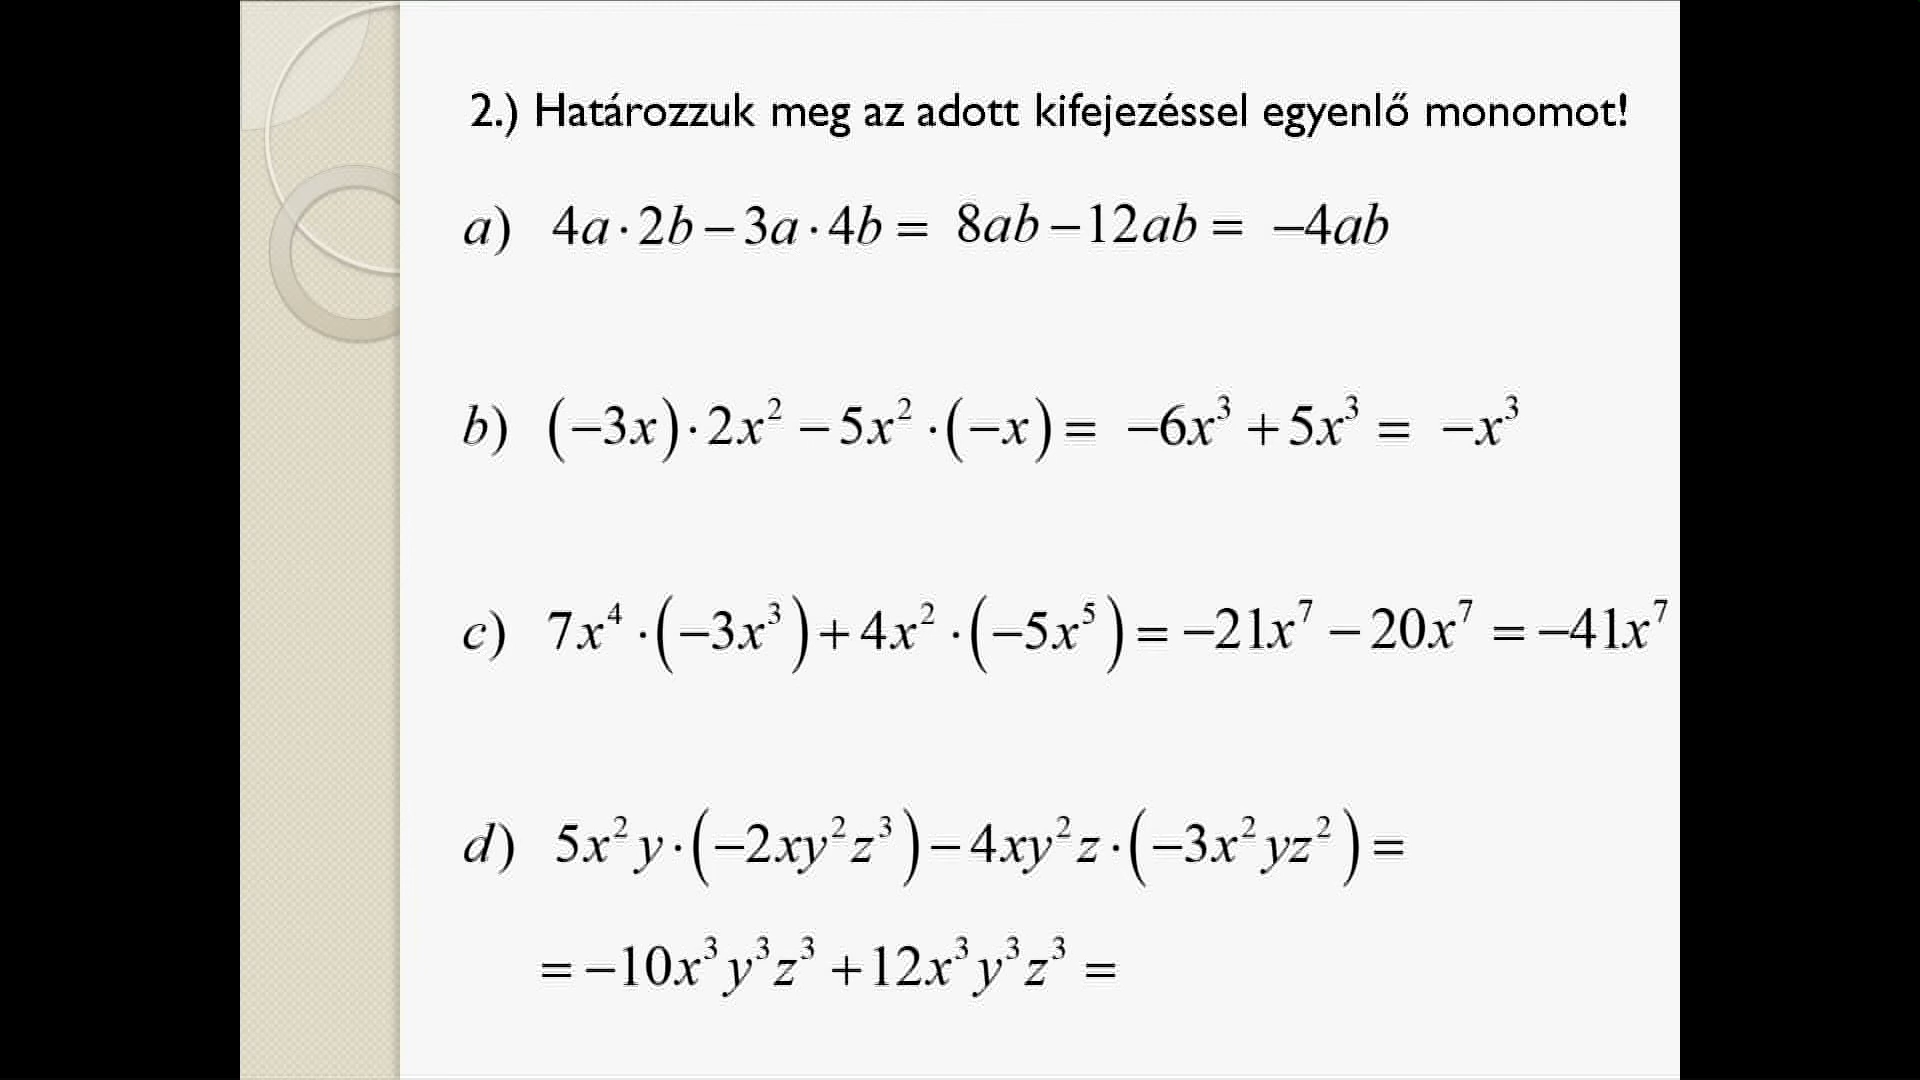 2.) Határozzuk meg az adott kifejezéssel egyenlő monomot!
a) 4a·2b−3a·4b = 8ab−12ab = −4ab
b) (−3x)·2x² −5x²·(−x) = −6x³+5x³ = −x³
c) 7x⁴·(−3x³)+4x²·(−5x⁵) = −21x⁷−20x⁷ = −41x⁷
d) 5x²y·(−2xy²z³)−4xy²z·(−3x²yz²) =
= −10x³y³z³+12x³y³z³ =